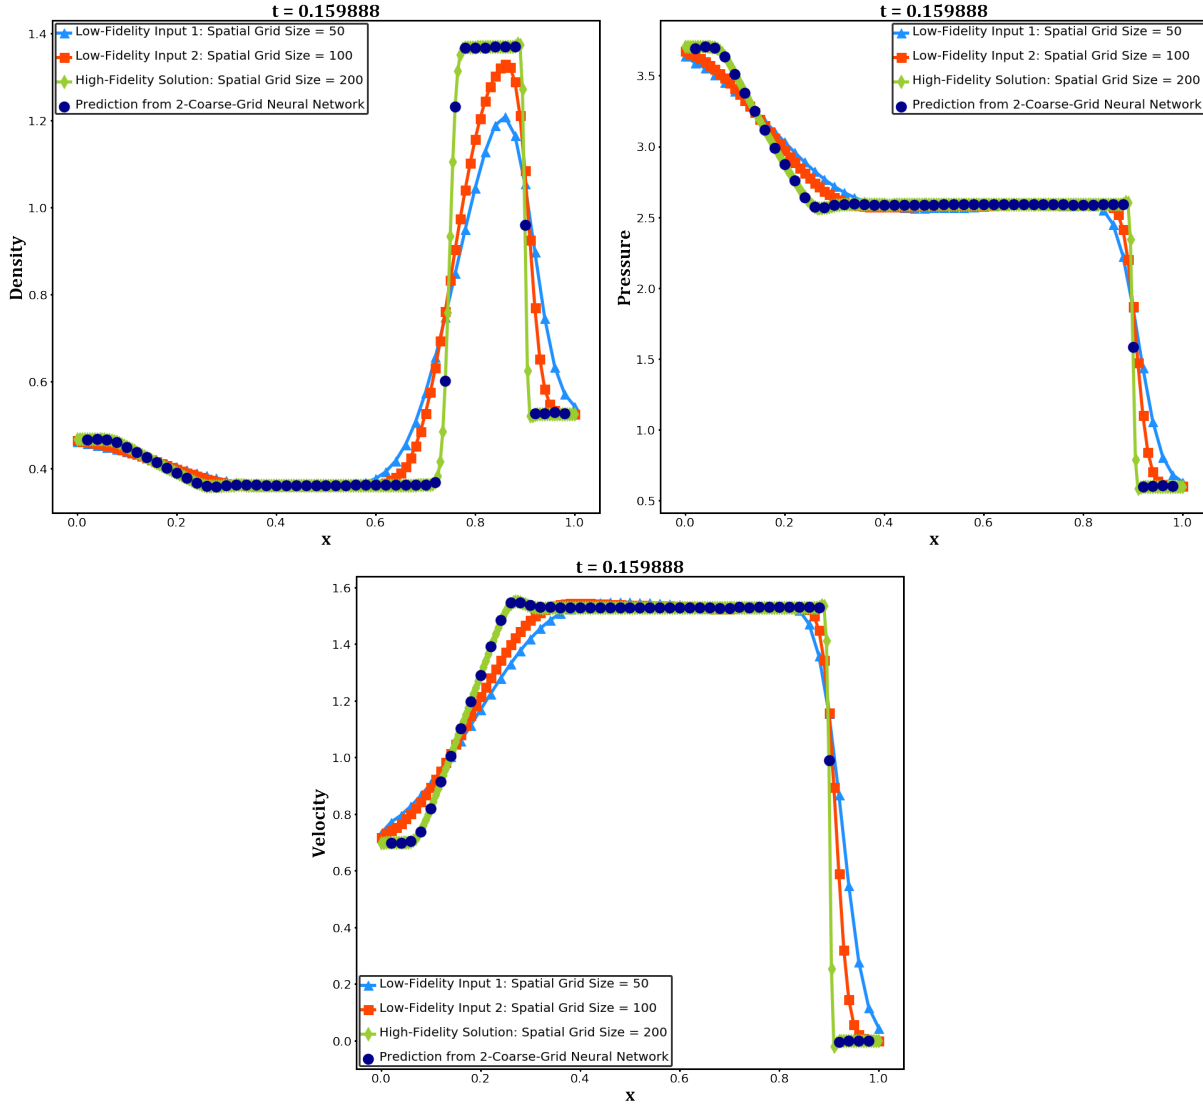 t = 0.159888
Low-Fidelity Input 1: Spatial Grid Size = 50
Low-Fidelity Input 2: Spatial Grid Size = 100
High-Fidelity Solution: Spatial Grid Size = 200
Prediction from 2-Coarse-Grid Neural Network
1.4
1.2
1.0
0.8
0.6
0.4
Density
0.0 0.2 0.4 0.6 0.8 1.0
x
t = 0.159888
Low-Fidelity Input 1: Spatial Grid Size = 50
Low-Fidelity Input 2: Spatial Grid Size = 100
High-Fidelity Solution: Spatial Grid Size = 200
Prediction from 2-Coarse-Grid Neural Network
3.5
3.0
2.5
2.0
1.5
1.0
0.5
Pressure
0.0 0.2 0.4 0.6 0.8 1.0
x
t = 0.159888
1.6
1.4
1.2
1.0
0.8
0.6
0.4
0.2
0.0
Velocity
Low-Fidelity Input 1: Spatial Grid Size = 50
Low-Fidelity Input 2: Spatial Grid Size = 100
High-Fidelity Solution: Spatial Grid Size = 200
Prediction from 2-Coarse-Grid Neural Network
0.0 0.2 0.4 0.6 0.8 1.0
x